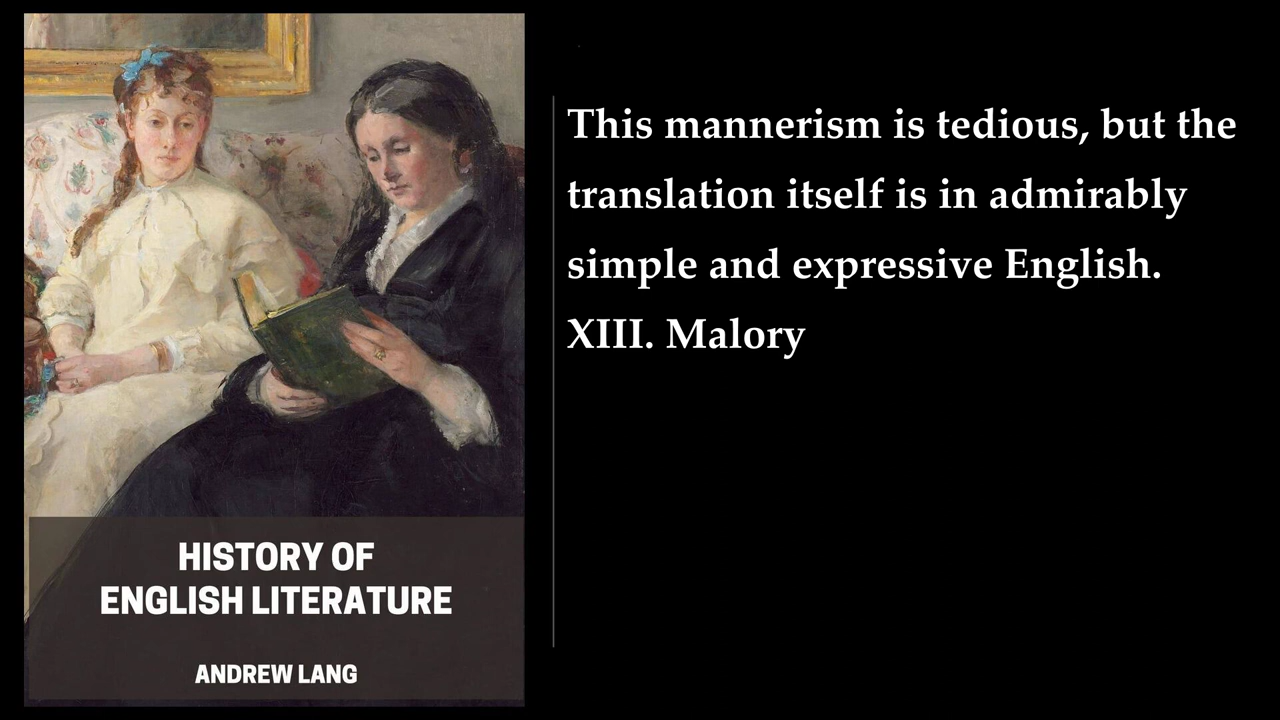 This mannerism is tedious, but the
translation itself is in admirably
simple and expressive English.
XIII. Malory
HISTORY OF
ENGLISH LITERATURE
ANDREW LANG